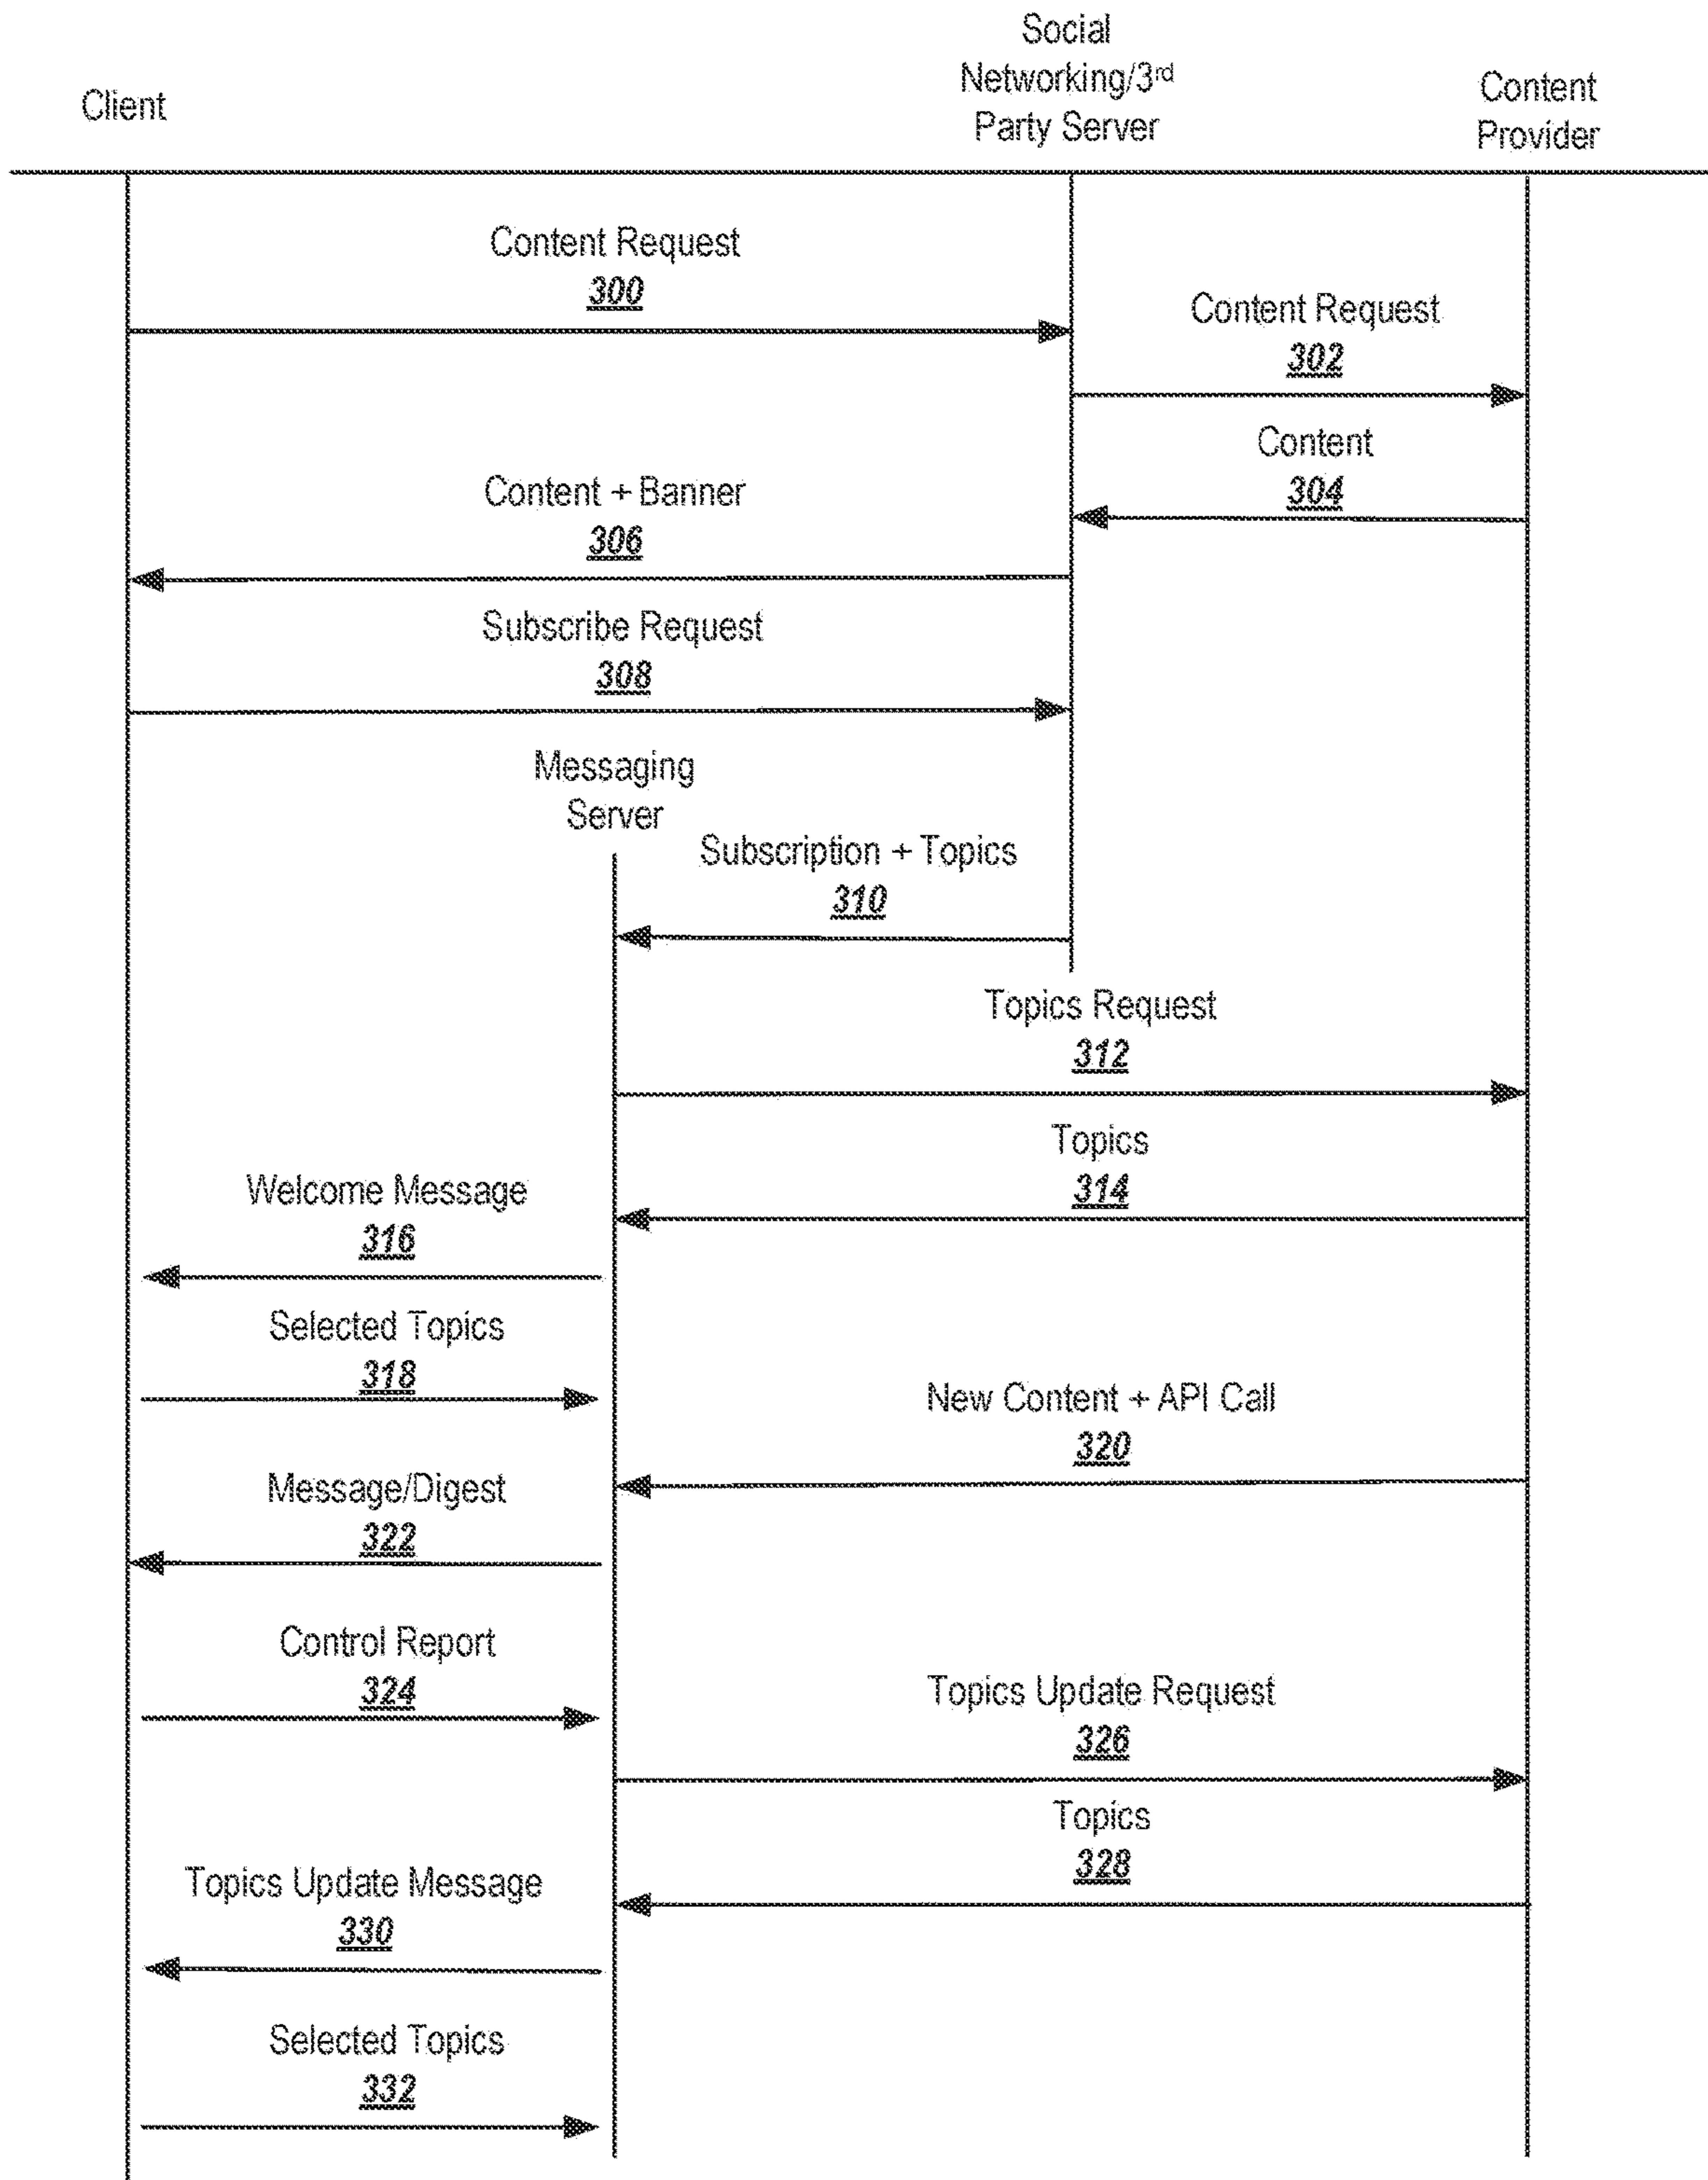 Client
Social
Networking/3rd
Party Server
Content
Provider
Content Request
300
Content Request
302
Content
304
Content + Banner
306
Subscribe Request
308
Messaging
Server
Subscription + Topics
310
Topics Request
312
Topics
314
Welcome Message
316
Selected Topics
318
New Content + API Call
320
Message/Digest
322
Control Report
324
Topics Update Request
326
Topics
328
Topics Update Message
330
Selected Topics
332